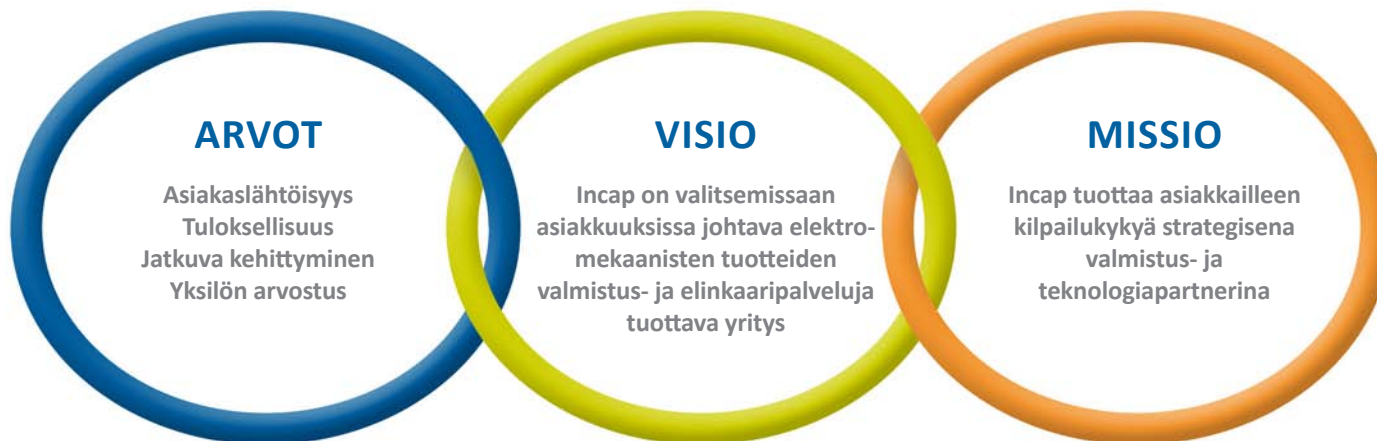 ARVOT
Asiakaslähtöisyys
Tuloksellisuus
Jatkuva kehittyminen
Yksilön arvostus
VISIO
Incap on valitsemissaan
asiakkuuksissa johtava elektro-
mekaanisten tuotteiden
valmistus- ja elinkaaripalveluja
tuottava yritys
MISSIO
Incap tuottaa asiakkailleen
kilpailukykyä strategisena
valmistus- ja
teknologiapartnerina